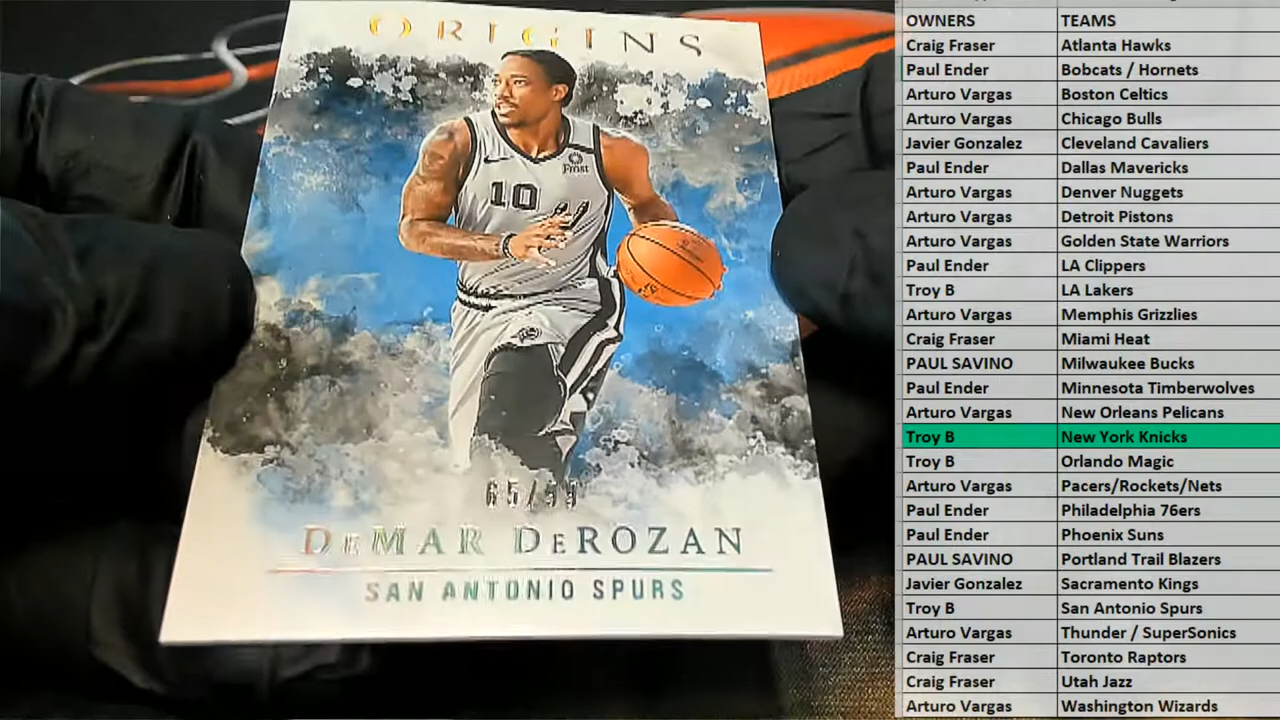 ORIGINS
Frost
10
65/99
DeMAR DeROZAN
SAN ANTONIO SPURS
OWNERS TEAMS
Craig Fraser Atlanta Hawks
Paul Ender Bobcats / Hornets
Arturo Vargas Boston Celtics
Arturo Vargas Chicago Bulls
Javier Gonzalez Cleveland Cavaliers
Paul Ender Dallas Mavericks
Arturo Vargas Denver Nuggets
Arturo Vargas Detroit Pistons
Arturo Vargas Golden State Warriors
Paul Ender LA Clippers
Troy B LA Lakers
Arturo Vargas Memphis Grizzlies
Craig Fraser Miami Heat
PAUL SAVINO Milwaukee Bucks
Paul Ender Minnesota Timberwolves
Arturo Vargas New Orleans Pelicans
Troy B New York Knicks
Troy B Orlando Magic
Arturo Vargas Pacers/Rockets/Nets
Paul Ender Philadelphia 76ers
Paul Ender Phoenix Suns
PAUL SAVINO Portland Trail Blazers
Javier Gonzalez Sacramento Kings
Troy B San Antonio Spurs
Arturo Vargas Thunder / SuperSonics
Craig Fraser Toronto Raptors
Craig Fraser Utah Jazz
Arturo Vargas Washington Wizards